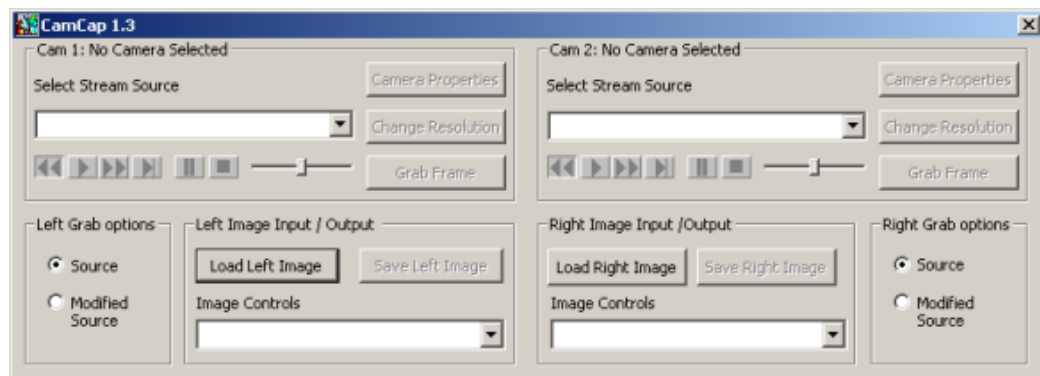 CamCap 1.3
Cam 1: No Camera Selected
Select Stream Source
Camera Properties
Change Resolution
Grab Frame
Cam 2: No Camera Selected
Select Stream Source
Camera Properties
Change Resolution
Grab Frame
Left Grab options
Source
Modified
Source
Left Image Input / Output
Load Left Image
Save Left Image
Image Controls
Right Image Input /Output
Load Right Image
Save Right Image
Image Controls
Right Grab options
Source
Modified
Source